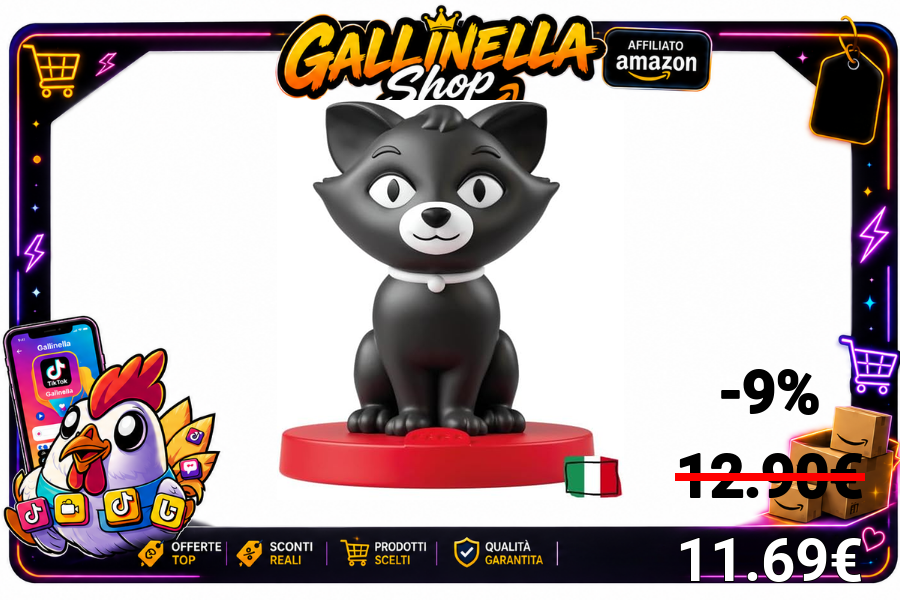 GALLINELLA
Shop
AFFILIATO
amazon
Gallinella
TikTok
Gallinella
-9%
12.90€
11.69€
OFFERTE
TOP
SCONTI
REALI
PRODOTTI
SCELTI
QUALITÀ
GARANTITA